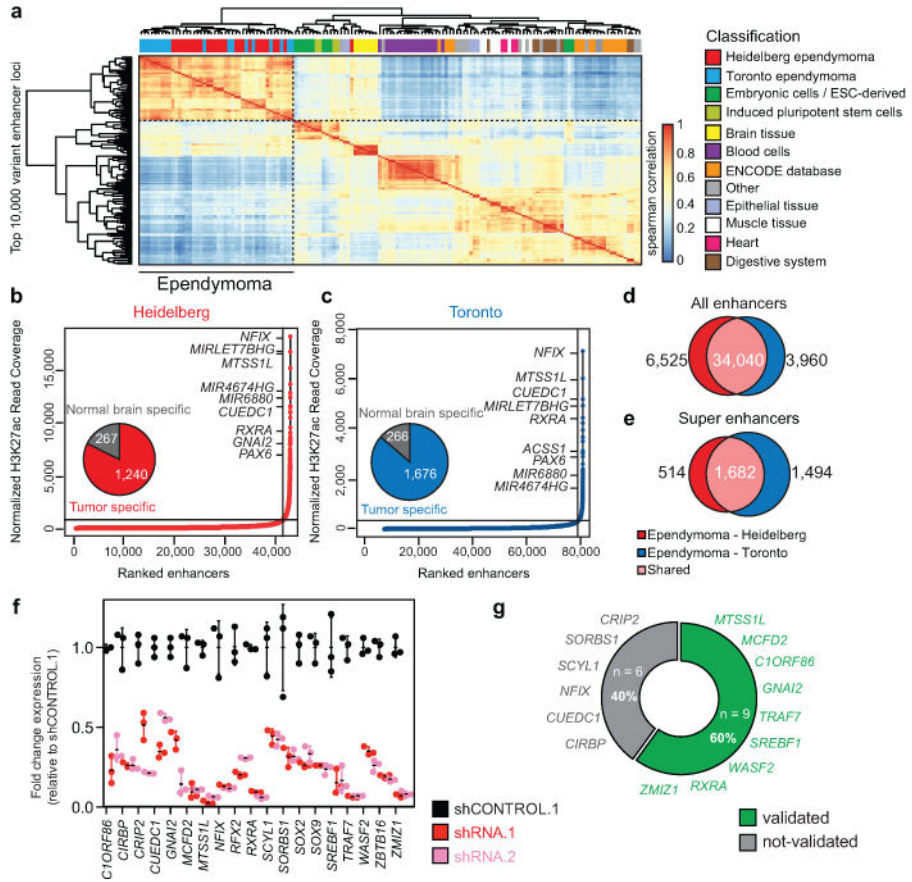 a
Top 10,000 variant enhancer loci
Ependymoma
spearman correlation
1
0.8
0.6
0.4
0.2
0
Classification
Heidelberg ependymoma
Toronto ependymoma
Embryonic cells / ESC-derived
Induced pluripotent stem cells
Brain tissue
Blood cells
ENCODE database
Other
Epithelial tissue
Muscle tissue
Heart
Digestive system
b
Heidelberg
Normalized H3K27ac Read Coverage
15,000
10,000
5,000
0
NFIX
MIRLET7BHG
MTSS1L
MIR4674HG
MIR6880
CUEDC1
RXRA
GNAI2
PAX6
Normal brain specific
267
1,240
Tumor specific
0
10,000
20,000
30,000
40,000
Ranked enhancers
c
Toronto
Normalized H3K27ac Read Coverage
8,000
6,000
4,000
2,000
0
NFIX
MTSS1L
CUEDC1
MIRLET7BHG
RXRA
ACSS1
PAX6
MIR6880
MIR4674HG
Normal brain specific
266
1,676
Tumor specific
0
20,000
40,000
60,000
80,000
Ranked enhancers
d
All enhancers
6,525
34,040
3,960
e
Super enhancers
514
1,682
1,494
Ependymoma - Heidelberg
Ependymoma - Toronto
Shared
f
Fold change expression
(relative to shCONTROL.1)
1.0
0.5
0.0
C1ORF86
CIRBP
CRIP2
CUEDC1
GNAI2
MCFD2
MTSS1L
NFIX
RFX2
RXRA
SCYL1
SORBS1
SOX2
SOX9
SREBF1
TRAF7
WASF2
ZBTB16
ZMIZ1
shCONTROL.1
shRNA.1
shRNA.2
g
CRIP2
SORBS1
SCYL1
NFIX
CUEDC1
CIRBP
n = 6
40%
MTSS1L
MCFD2
C1ORF86
GNAI2
TRAF7
SREBF1
WASF2
RXRA
ZMIZ1
n = 9
60%
validated
not-validated